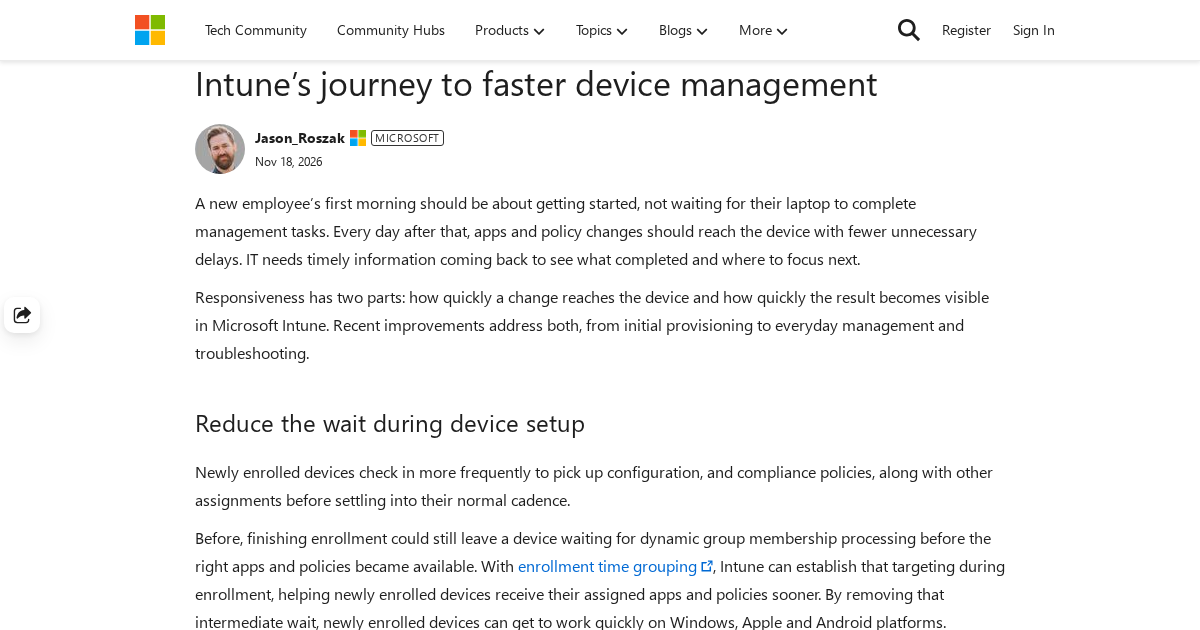 Tech Community
Community Hubs
Products
Topics
Blogs
More
Register
Sign In
Intune’s journey to faster device management
Jason_Roszak
MICROSOFT
Nov 18, 2026
A new employee’s first morning should be about getting started, not waiting for their laptop to complete
management tasks. Every day after that, apps and policy changes should reach the device with fewer unnecessary
delays. IT needs timely information coming back to see what completed and where to focus next.
Responsiveness has two parts: how quickly a change reaches the device and how quickly the result becomes visible
in Microsoft Intune. Recent improvements address both, from initial provisioning to everyday management and
troubleshooting.
Reduce the wait during device setup
Newly enrolled devices check in more frequently to pick up configuration, and compliance policies, along with other
assignments before settling into their normal cadence.
Before, finishing enrollment could still leave a device waiting for dynamic group membership processing before the
right apps and policies became available. With enrollment time grouping, Intune can establish that targeting during
enrollment, helping newly enrolled devices receive their assigned apps and policies sooner. By removing that
intermediate wait, newly enrolled devices can get to work quickly on Windows, Apple and Android platforms.